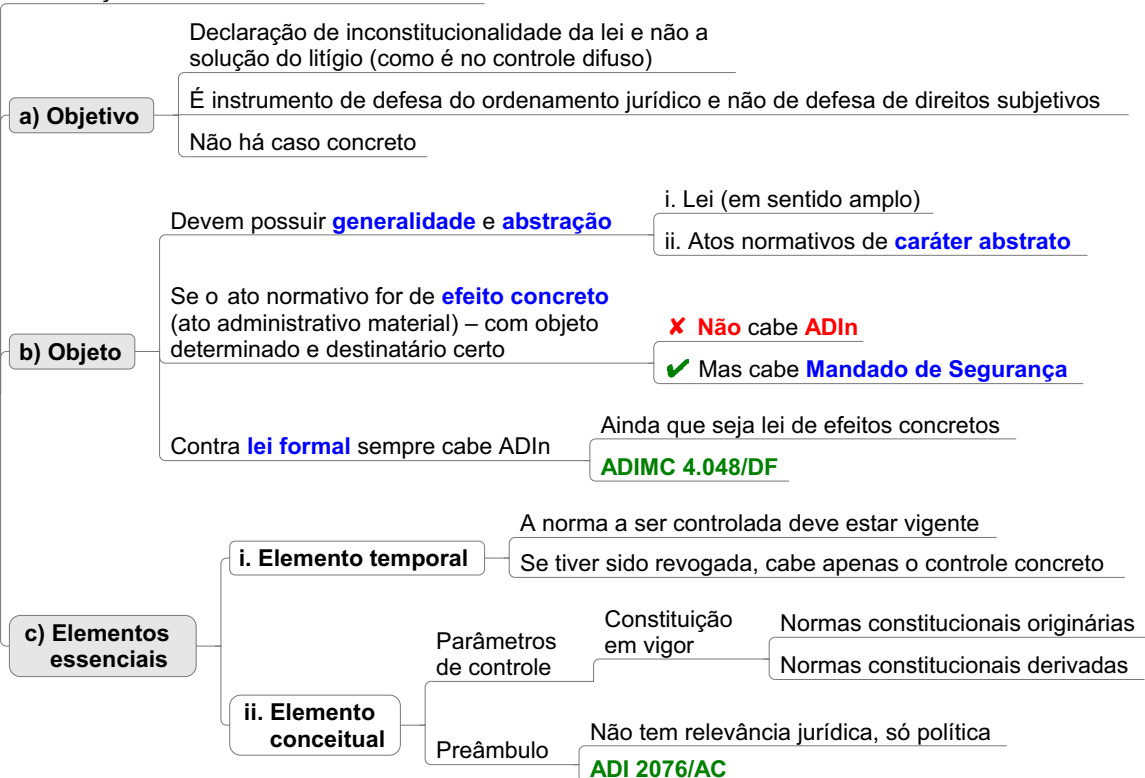 Declaração de inconstitucionalidade da lei e não a
solução do litígio (como é no controle difuso)
a) Objetivo
É instrumento de defesa do ordenamento jurídico e não de defesa de direitos subjetivos
Não há caso concreto
Devem possuir generalidade e abstração
i. Lei (em sentido amplo)
ii. Atos normativos de caráter abstrato
b) Objeto
Se o ato normativo for de efeito concreto
(ato administrativo material) – com objeto
determinado e destinatário certo
✘ Não cabe ADIn
✔ Mas cabe Mandado de Segurança
Contra lei formal sempre cabe ADIn
Ainda que seja lei de efeitos concretos
ADIMC 4.048/DF
c) Elementos
essenciais
i. Elemento temporal
A norma a ser controlada deve estar vigente
Se tiver sido revogada, cabe apenas o controle concreto
ii. Elemento
conceitual
Parâmetros
de controle
Constituição
em vigor
Normas constitucionais originárias
Normas constitucionais derivadas
Preâmbulo
Não tem relevância jurídica, só política
ADI 2076/AC